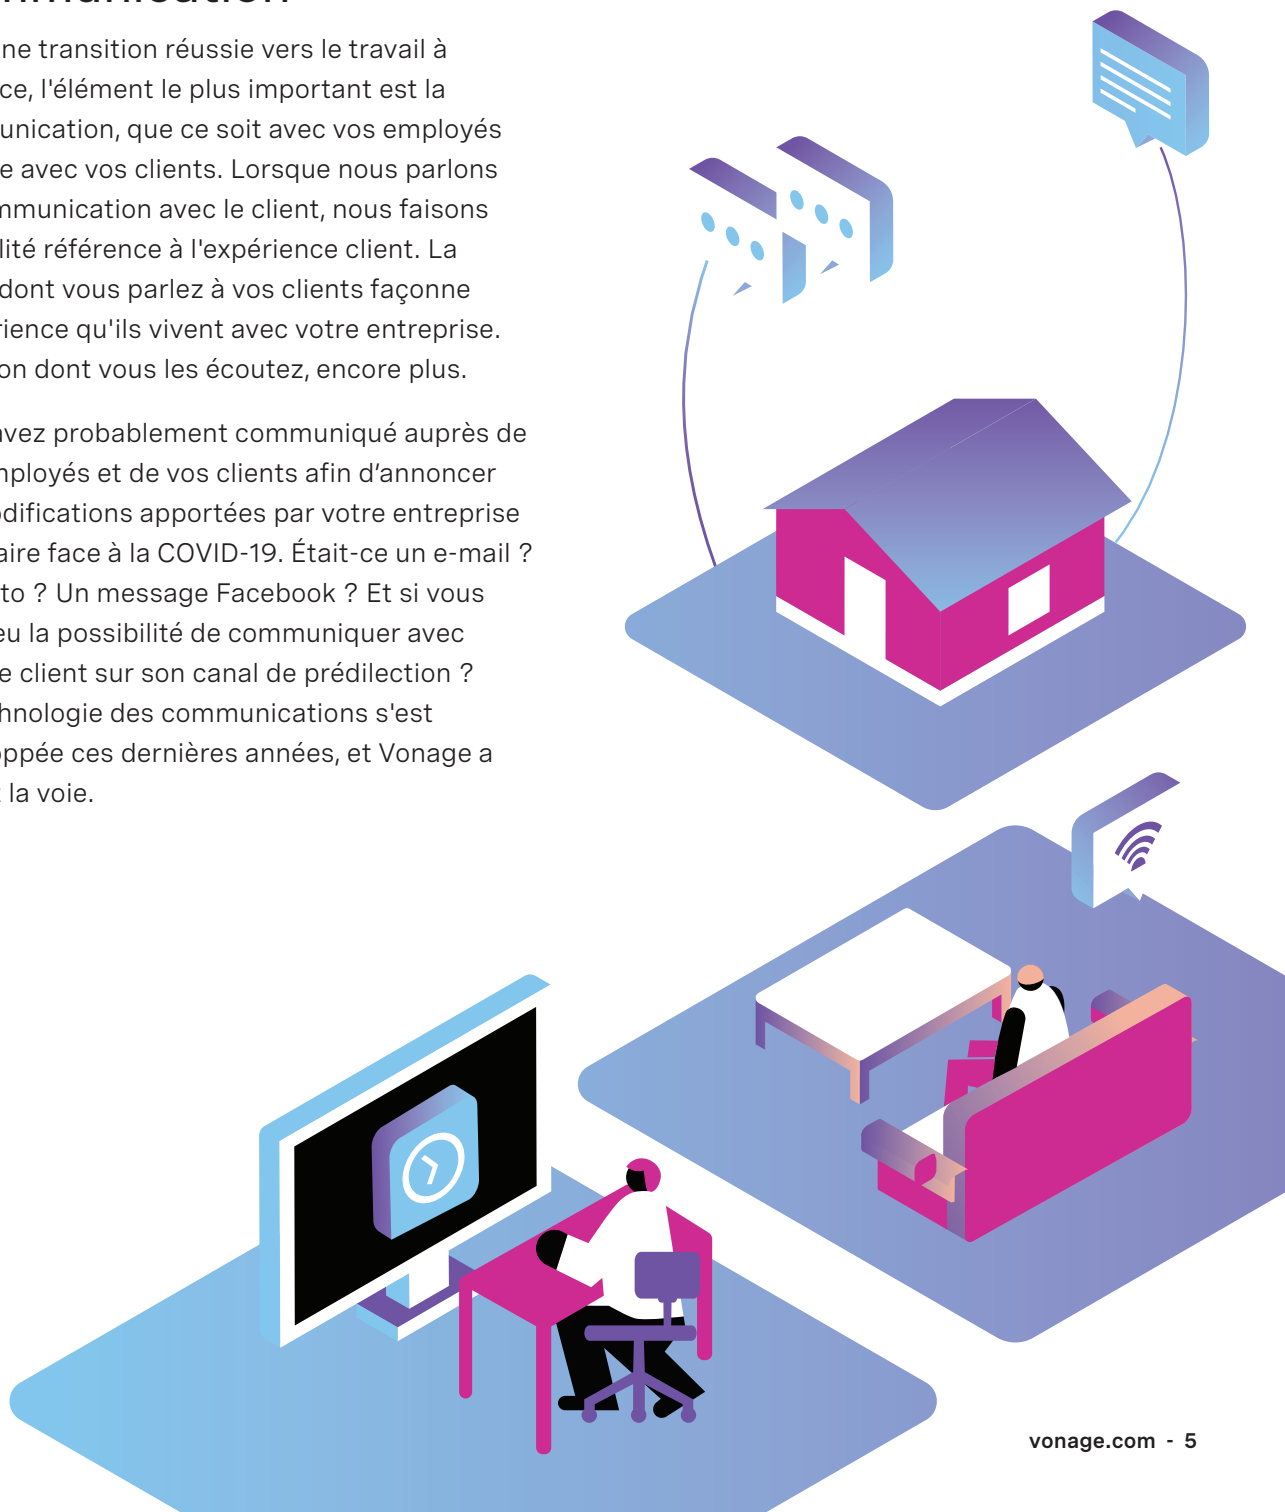 nmunication
ne transition réussie vers le travail à
ce, l'élément le plus important est la
unication, que ce soit avec vos employés
e avec vos clients. Lorsque nous parlons
mmunication avec le client, nous faisons
lité référence à l'expérience client. La
dont vous parlez à vos clients façonne
rience qu'ils vivent avec votre entreprise.
on dont vous les écoutez, encore plus.
avez probablement communiqué auprès de
nployés et de vos clients afin d’annoncer
odifications apportées par votre entreprise
aire face à la COVID-19. Était-ce un e-mail ?
to ? Un message Facebook ? Et si vous
eu la possibilité de communiquer avec
e client sur son canal de prédilection ?
hnologie des communications s'est
ppée ces dernières années, et Vonage a
la voie.
vonage.com - 5